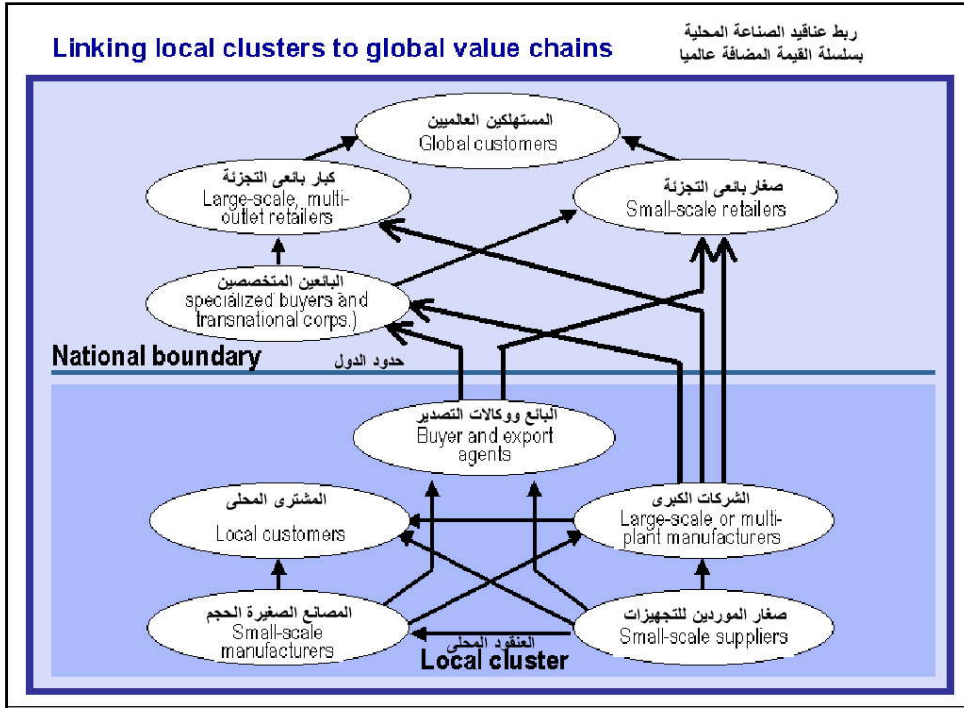 Linking local clusters to global value chains
ربط عناقيد الصناعة المحلية
بسلسلة القيمة المضافة عالميا
المستهلكين العالميين
Global customers
كبار بائعى التجزئة
Large-scale, multi-
outlet retailers
صغار بائعى التجزئة
Small-scale retailers
البائعين المتخصصين
specialized buyers and
transnational corps.)
National boundary
حدود الدول
البائع ووكالات التصدير
Buyer and export
agents
المشترى المحلى
Local customers
الشركات الكبرى
Large-scale or multi-
plant manufacturers
المصانع الصغيرة الحجم
Small-scale
manufacturers
صغار الموردين للتجهيزات
Small-scale suppliers
العنقود المحلى
Local cluster